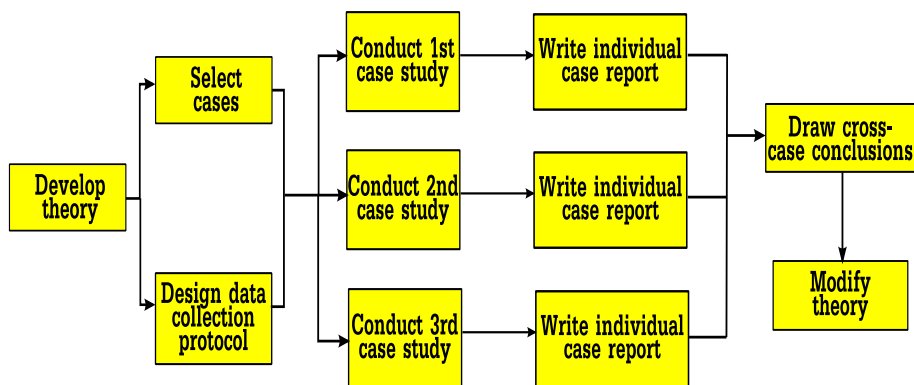 Develop
theory
Select
cases
Design data
collection
protocol
Conduct 1st
case study
Write individual
case report
Conduct 2nd
case study
Write individual
case report
Conduct 3rd
case study
Write individual
case report
Draw cross-
case conclusions
Modify
theory